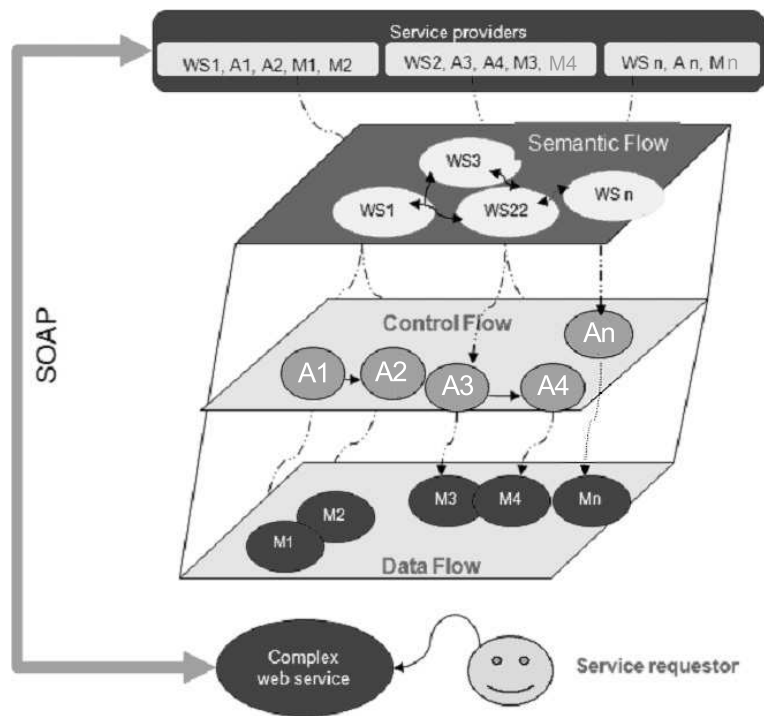 Service providers
WS1, A1, A2, M1, M2
WS2, A3, A4, M3, M4
WS n, An, Mn
Semantic Flow
WS3
WS1
WS22
WS n
SOAP
Control Flow
An
A1
A2
A3
A4
M3
M4
Mn
M2
M1
Data Flow
Complex
web service
Service requestor